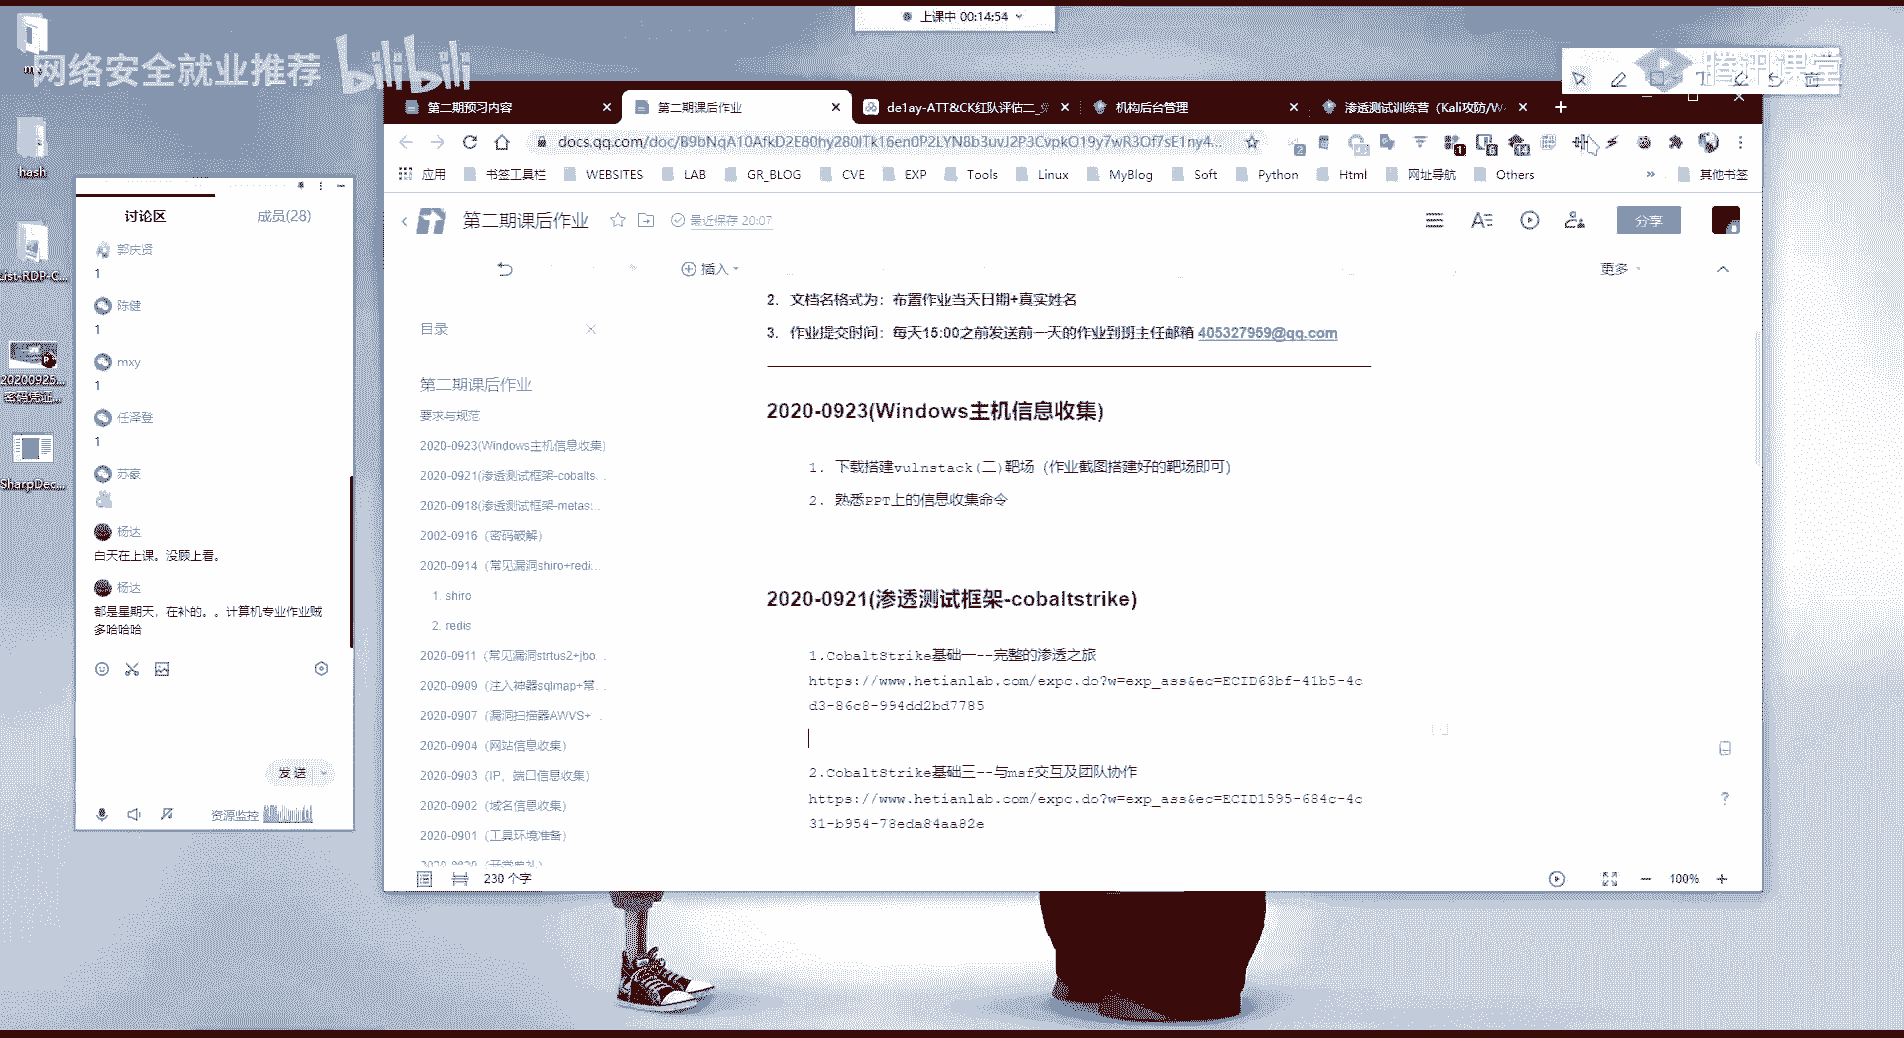 上课中 00:14:54
网络安全就业推荐
bilibili
腾讯课堂
hash
List-RDP-C...
20200925...
密码凭证...
SharpDec...
讨论区
成员(28)
郭庆贤
1
陈健
1
mxy
1
任泽登
1
苏豪
杨达
白天在上课。没顾上看。
杨达
都是星期天，在补的。。计算机专业作业贼
多哈哈哈
发送
资源监控
第二期预习内容
第二期课后作业
de1ay-ATT&CK红队评估二_
机构后台管理
渗透测试训练营（Kali攻防/W
docs.qq.com/doc/B9bNqA10AfkD2E80hy280ITk16en0P2LYN8b3uvJ2P3CvpkO19y7wR3Of7sE1ny4...
应用
书签工具栏
WEBSITES
LAB
GR_BLOG
CVE
EXP
Tools
Linux
MyBlog
Soft
Python
Html
网址导航
Others
其他书签
第二期课后作业
最近保存 20:07
分享
插入
更多
目录
第二期课后作业
要求与规范
2020-0923(Windows主机信息收集)
2020-0921(渗透测试框架-cobalts...
2020-0918(渗透测试框架-metas...
2002-0916（密码破解）
2020-0914（常见漏洞shiro+redi...
1. shiro
2. redis
2020-0911（常见漏洞strtus2+jbo...
2020-0909（注入神器sqlmap+常...
2020-0907（漏洞扫描器AWVS+...
2020-0904（网站信息收集）
2020-0903（IP、端口信息收集）
2020-0902（域名信息收集）
2020-0901（工具环境准备）
230 个字
2. 文档名格式为：布置作业当天日期+真实姓名
3. 作业提交时间：每天15:00之前发送前一天的作业到班主任邮箱 405327959@qq.com
2020-0923(Windows主机信息收集)
1. 下载搭建vulnstack(二)靶场（作业截图搭建好的靶场即可）
2. 熟悉PPT上的信息收集命令
2020-0921(渗透测试框架-cobaltstrike)
1.CobaltStrike基础一--完整的渗透之旅
https://www.hetianlab.com/expc.do?w=exp_ass&ec=ECID63bf-41b5-4c
d3-86c8-994dd2bd7785
2.CobaltStrike基础三--与msf交互及团队协作
https://www.hetianlab.com/expc.do?w=exp_ass&ec=ECID1595-684c-4c
31-b954-78eda84aa82e
100%